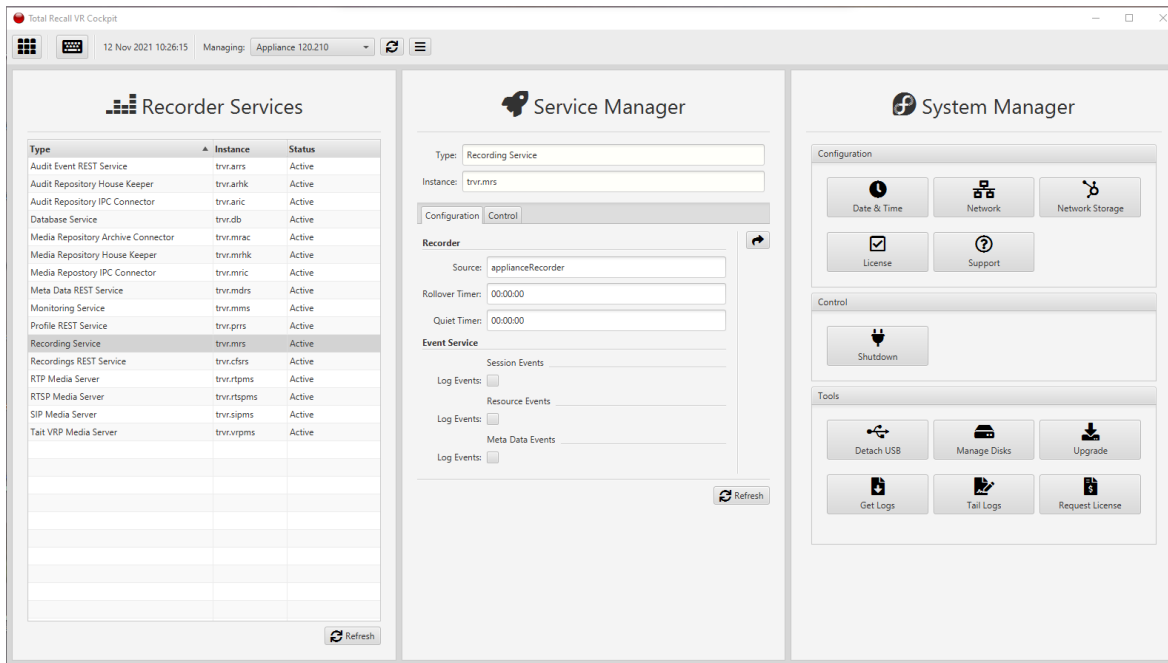 Total Recall VR Cockpit
12 Nov 2021 10:26:15 Managing: Appliance 120.210
Recorder Services
Type Instance Status
Audit Event REST Service trvr.arrs Active
Audit Repository House Keeper trvr.arhk Active
Audit Repository IPC Connector trvr.aric Active
Database Service trvr.db Active
Media Repository Archive Connector trvr.mrac Active
Media Repository House Keeper trvr.mrhk Active
Media Repostory IPC Connector trvr.mric Active
Meta Data REST Service trvr.mdrs Active
Monitoring Service trvr.mms Active
Profile REST Service trvr.prrs Active
Recording Service trvr.mrs Active
Recordings REST Service trvr.cfsrs Active
RTP Media Server trvr.rtpms Active
RTSP Media Server trvr.rtspms Active
SIP Media Server trvr.sipms Active
Tait VRP Media Server trvr.vrpms Active
Refresh
Service Manager
Type: Recording Service
Instance: trvr.mrs
Configuration Control
Recorder
Source: applianceRecorder
Rollover Timer: 00:00:00
Quiet Timer: 00:00:00
Event Service
Session Events
Log Events:
Resource Events
Log Events:
Meta Data Events
Log Events:
Refresh
System Manager
Configuration
Date & Time Network Network Storage
License Support
Control
Shutdown
Tools
Detach USB Manage Disks Upgrade
Get Logs Tail Logs Request License